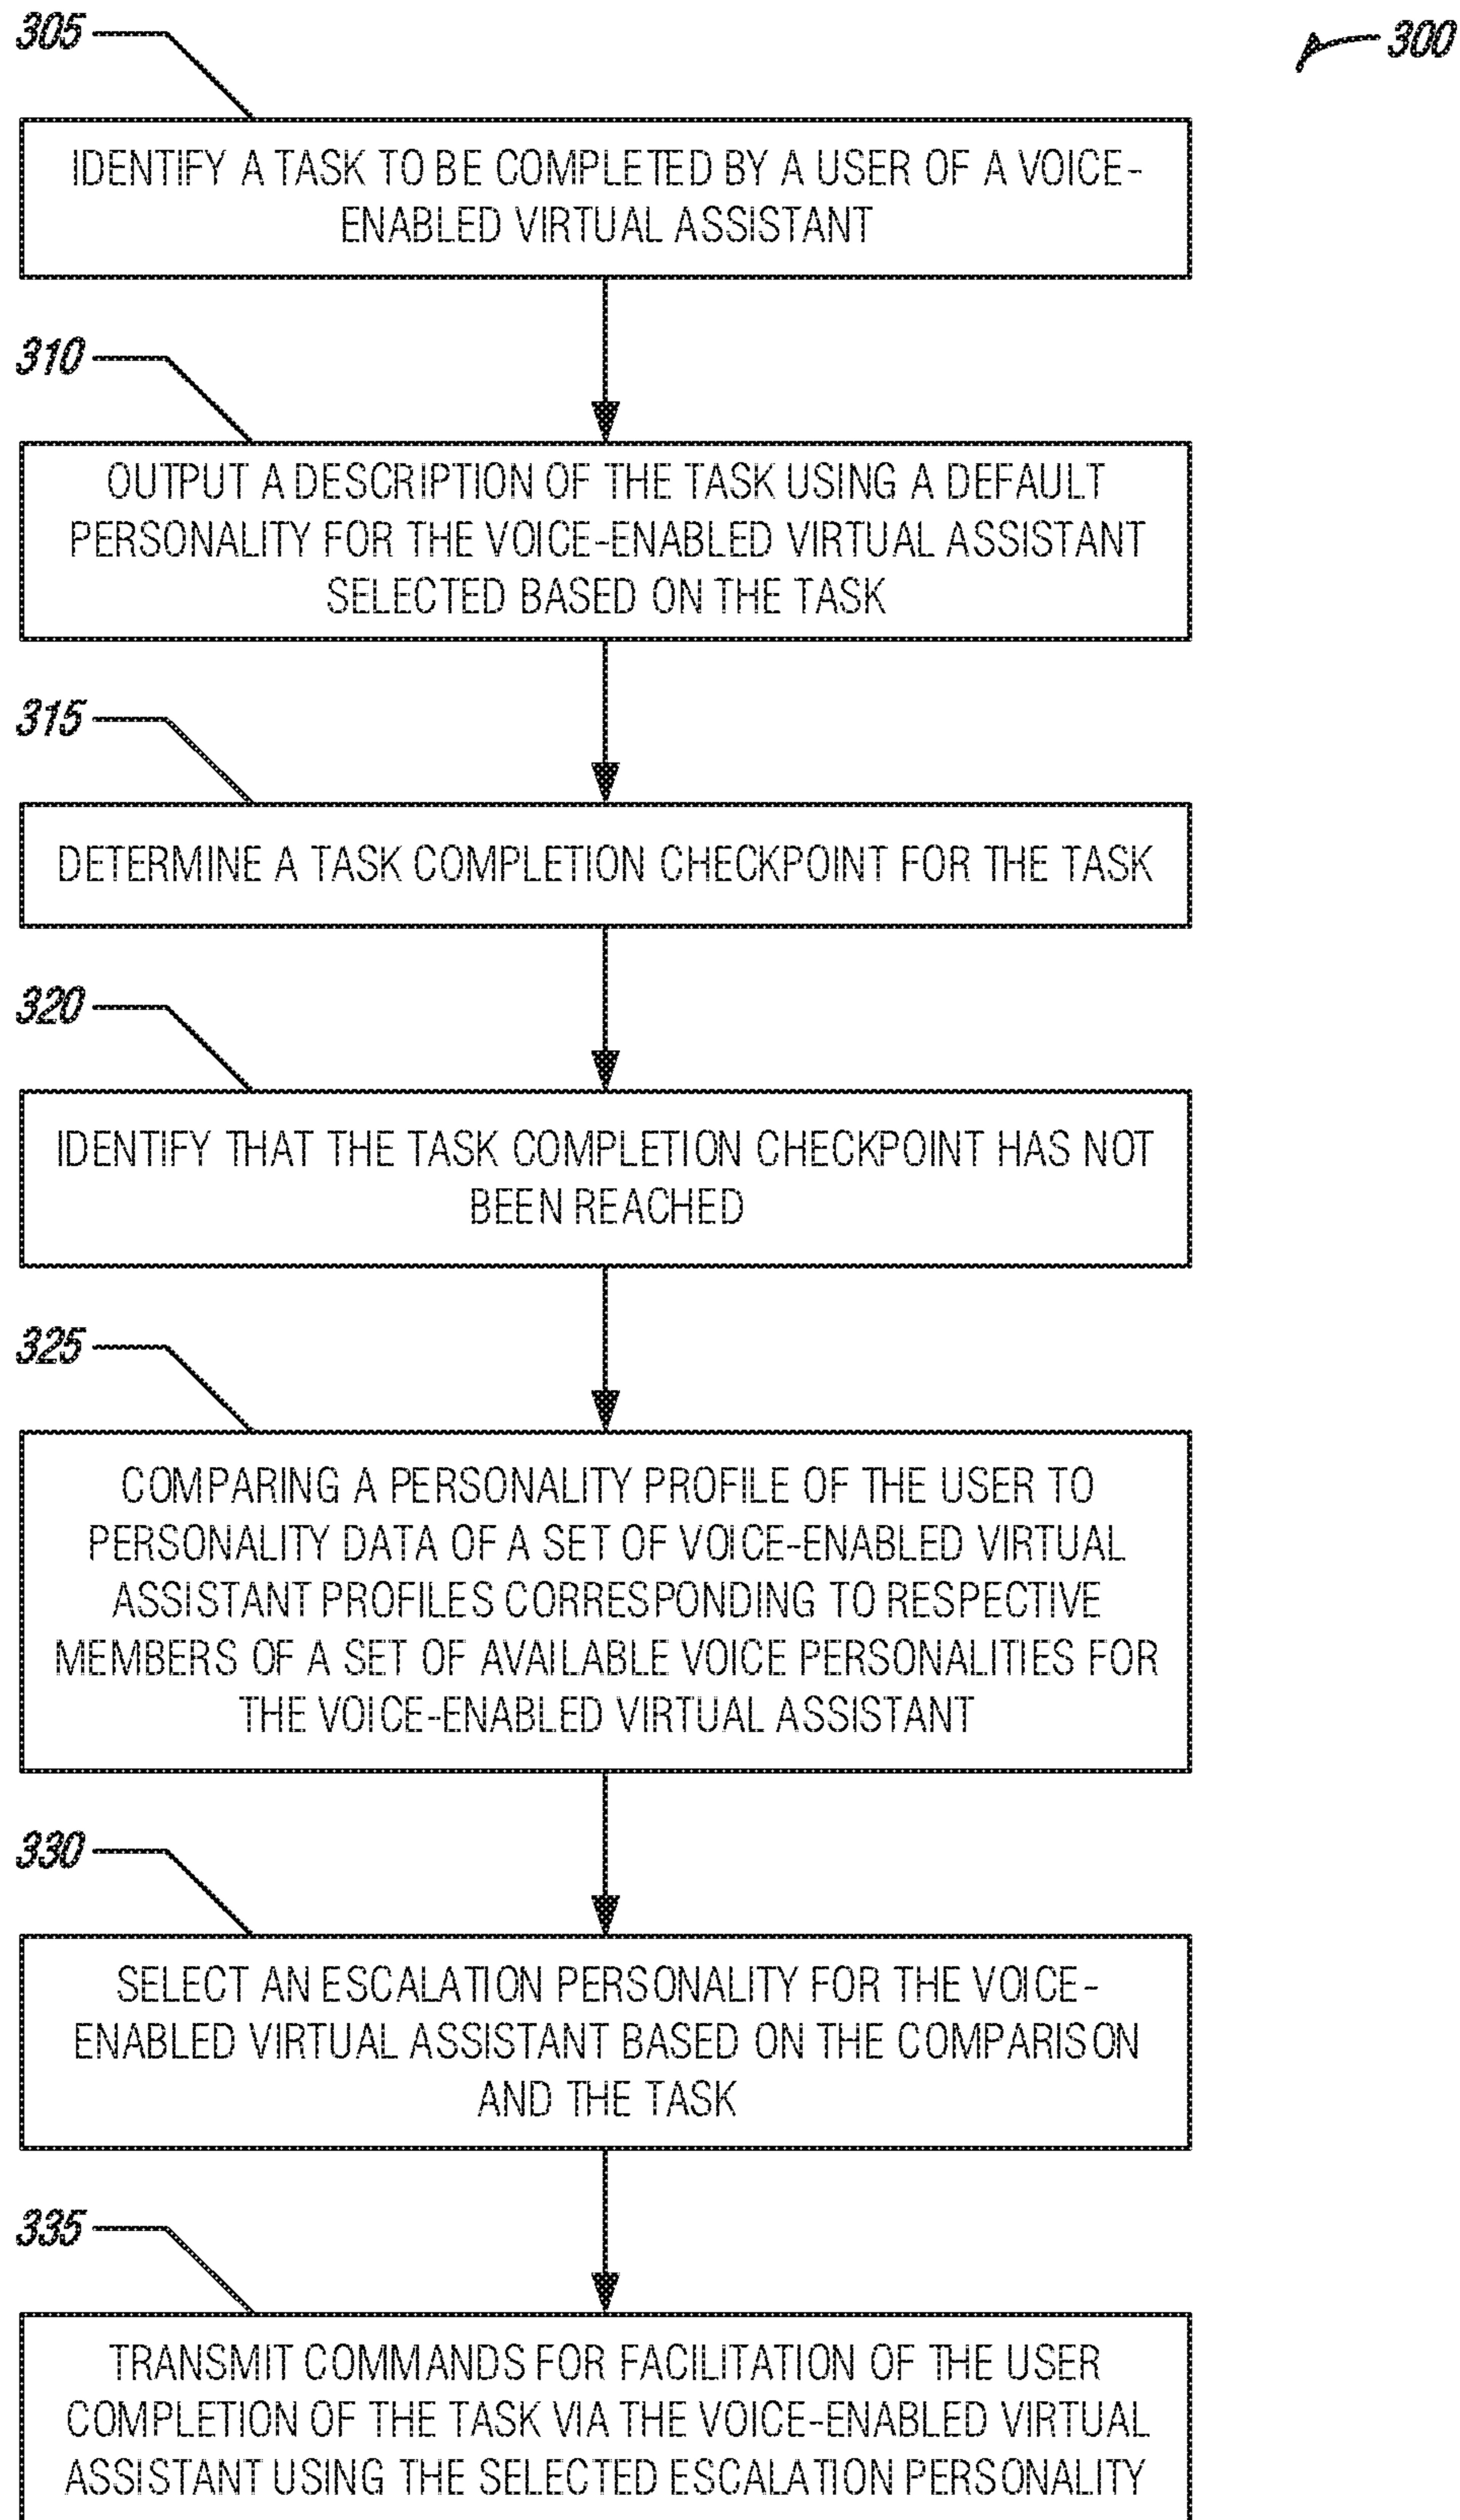 305
300
IDENTIFY A TASK TO BE COMPLETED BY A USER OF A VOICE-
ENABLED VIRTUAL ASSISTANT
310
OUTPUT A DESCRIPTION OF THE TASK USING A DEFAULT
PERSONALITY FOR THE VOICE-ENABLED VIRTUAL ASSISTANT
SELECTED BASED ON THE TASK
315
DETERMINE A TASK COMPLETION CHECKPOINT FOR THE TASK
320
IDENTIFY THAT THE TASK COMPLETION CHECKPOINT HAS NOT
BEEN REACHED
325
COMPARING A PERSONALITY PROFILE OF THE USER TO
PERSONALITY DATA OF A SET OF VOICE-ENABLED VIRTUAL
ASSISTANT PROFILES CORRESPONDING TO RESPECTIVE
MEMBERS OF A SET OF AVAILABLE VOICE PERSONALITIES FOR
THE VOICE-ENABLED VIRTUAL ASSISTANT
330
SELECT AN ESCALATION PERSONALITY FOR THE VOICE-
ENABLED VIRTUAL ASSISTANT BASED ON THE COMPARISON
AND THE TASK
335
TRANSMIT COMMANDS FOR FACILITATION OF THE USER
COMPLETION OF THE TASK VIA THE VOICE-ENABLED VIRTUAL
ASSISTANT USING THE SELECTED ESCALATION PERSONALITY